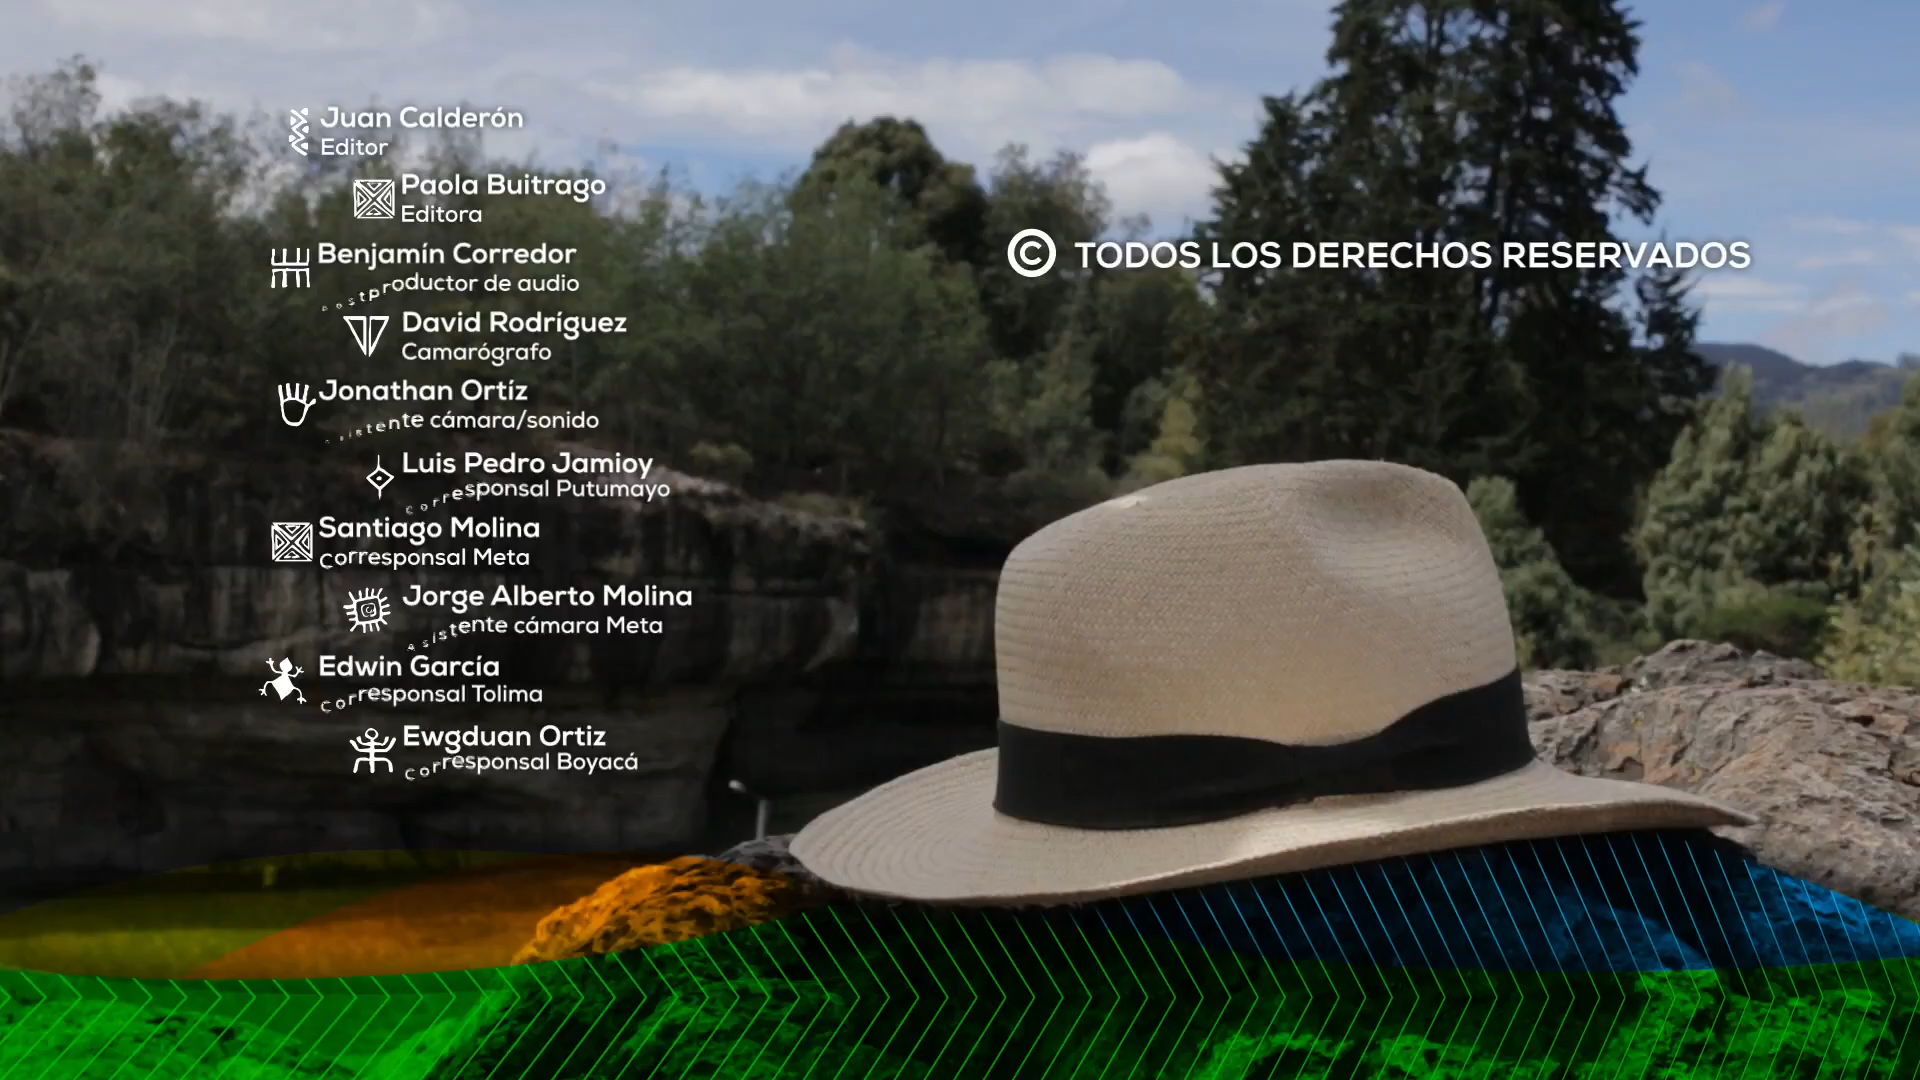 Juan Calderón
Editor
Paola Buitrago
Editora
Benjamín Corredor
Postproductor de audio
David Rodríguez
Camarógrafo
Jonathan Ortíz
Asistente cámara/sonido
Luis Pedro Jamioy
Corresponsal Putumayo
Santiago Molina
Corresponsal Meta
Jorge Alberto Molina
Asistente cámara Meta
Edwin García
Corresponsal Tolima
Ewgduan Ortiz
Corresponsal Boyacá
© TODOS LOS DERECHOS RESERVADOS